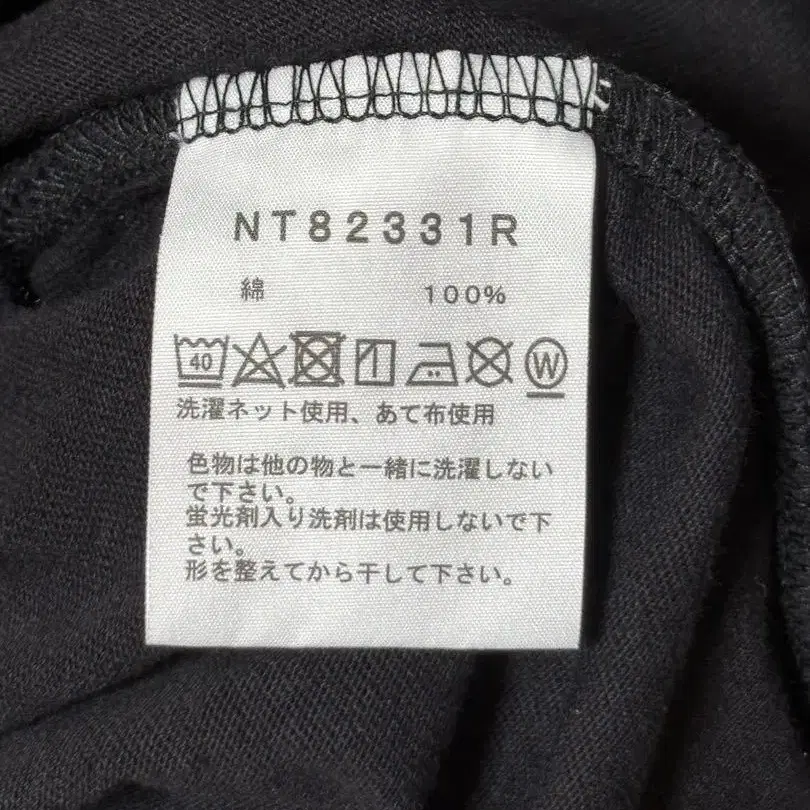 NT82331R
綿 100%
40 W
洗濯ネット使用、あて布使用
色物は他の物と一緒に洗濯しない
で下さい。
蛍光剤入り洗剤は使用しないで下
さい。
形を整えてから干して下さい。